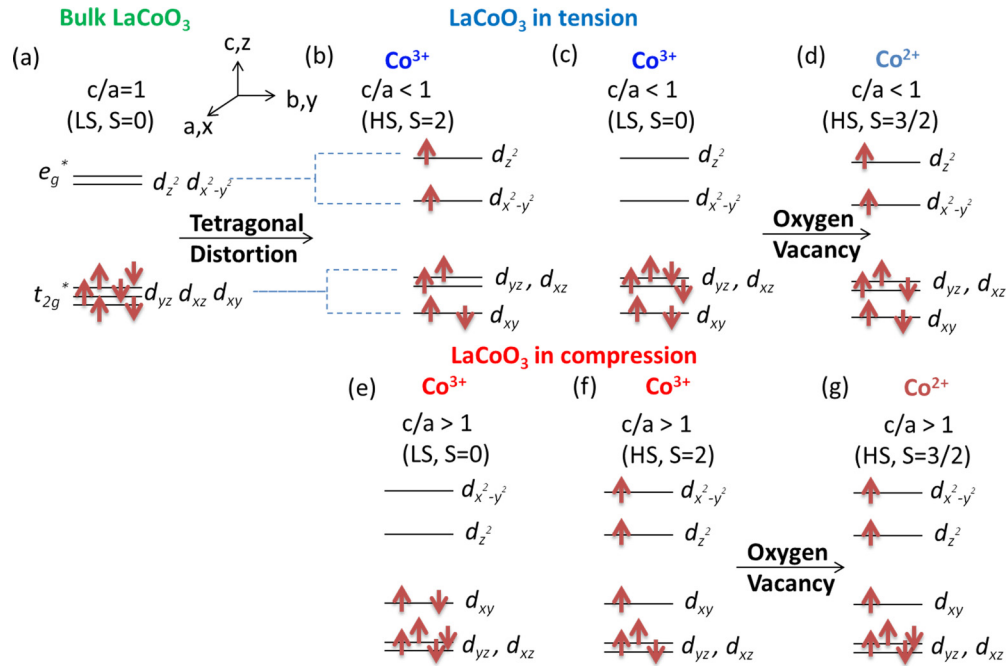 Bulk LaCoO3
LaCoO3 in tension
(a)
c/a=1
(LS, S=0)
c,z
b,y
a,x
eg*
dz² dx²-y²
t2g*
dyz dxz dxy
Tetragonal
Distortion
(b)
Co3+
c/a < 1
(HS, S=2)
dz²
dx²-y²
dyz , dxz
dxy
(c)
Co3+
c/a < 1
(LS, S=0)
dz²
dx²-y²
dyz , dxz
dxy
Oxygen
Vacancy
(d)
Co2+
c/a < 1
(HS, S=3/2)
dz²
dx²-y²
dyz , dxz
dxy
LaCoO3 in compression
(e)
Co3+
c/a > 1
(LS, S=0)
dx²-y²
dz²
dxy
dyz , dxz
(f)
Co3+
c/a > 1
(HS, S=2)
dx²-y²
dz²
dxy
dyz , dxz
Oxygen
Vacancy
(g)
Co2+
c/a > 1
(HS, S=3/2)
dx²-y²
dz²
dxy
dyz , dxz